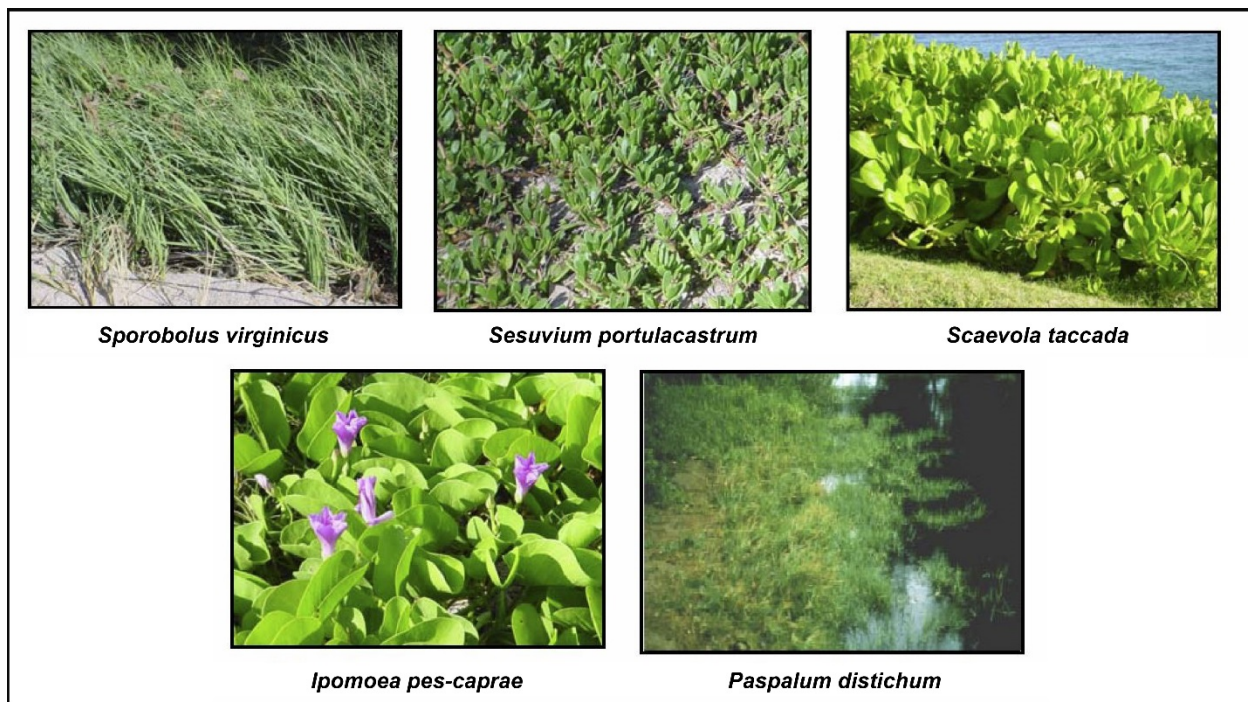 Sporobolus virginicus
Sesuvium portulacastrum
Scaevola taccada
Ipomoea pes-caprae
Paspalum distichum